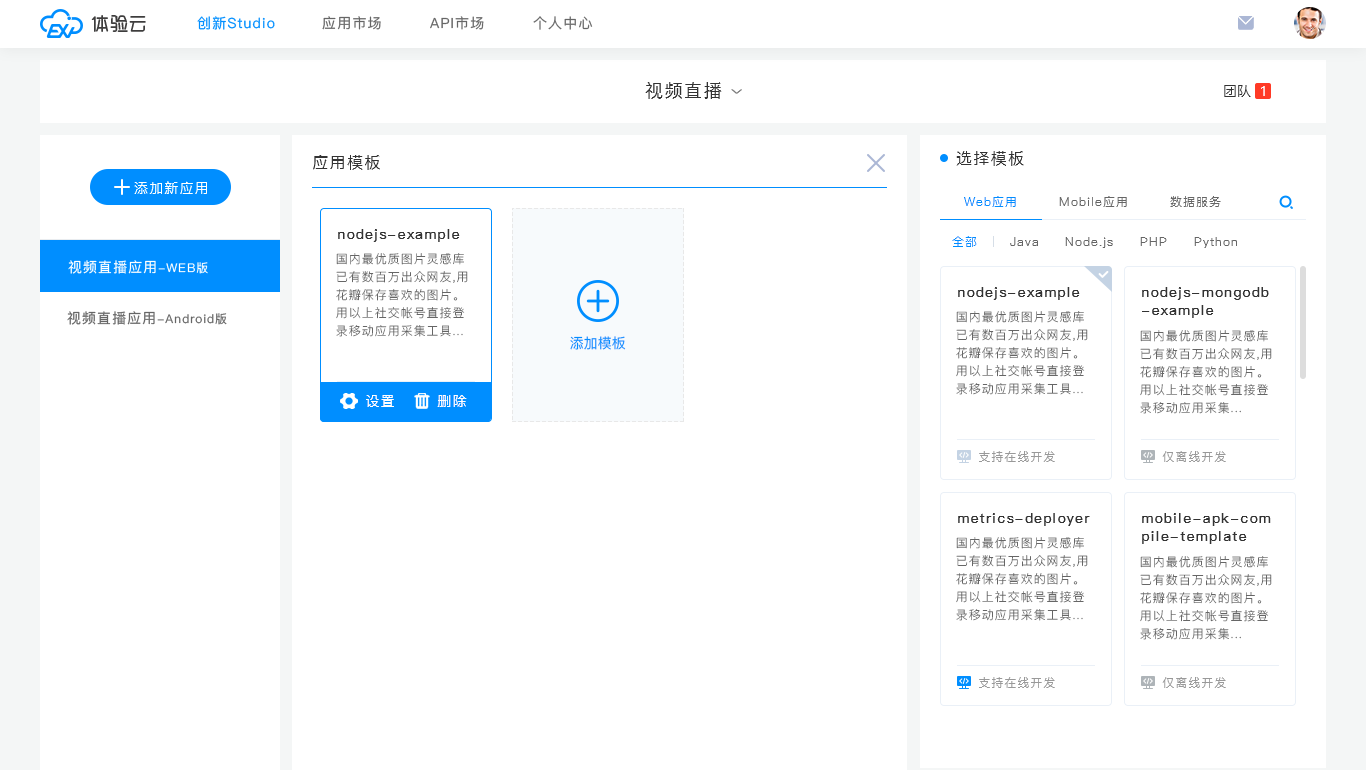 EXP 体验云 创新Studio 应用市场 API市场 个人中心
视频直播
团队 1
添加新应用
视频直播应用-WEB版
视频直播应用-Android版
应用模板
nodejs-example
国内最优质图片灵感库
已有数百万出众网友,用
花瓣保存喜欢的图片。
用以上社交帐号直接登
录移动应用采集工具...
设置 删除
添加模板
选择模板
Web应用 Mobile应用 数据服务
全部 Java Node.js PHP Python
nodejs-example
国内最优质图片灵感库
已有数百万出众网友,用
花瓣保存喜欢的图片。
用以上社交帐号直接登
录移动应用采集工具...
支持在线开发
nodejs-mongodb
-example
国内最优质图片灵感库
已有数百万出众网友,用
花瓣保存喜欢的图片。
用以上社交帐号直接登
录移动应用采集...
仅离线开发
metrics-deployer
国内最优质图片灵感库
已有数百万出众网友,用
花瓣保存喜欢的图片。
用以上社交帐号直接登
录移动应用采集工具...
支持在线开发
mobile-apk-com
pile-template
国内最优质图片灵感库
已有数百万出众网友,用
花瓣保存喜欢的图片。
用以上社交帐号直接登
录移动应用采集...
仅离线开发